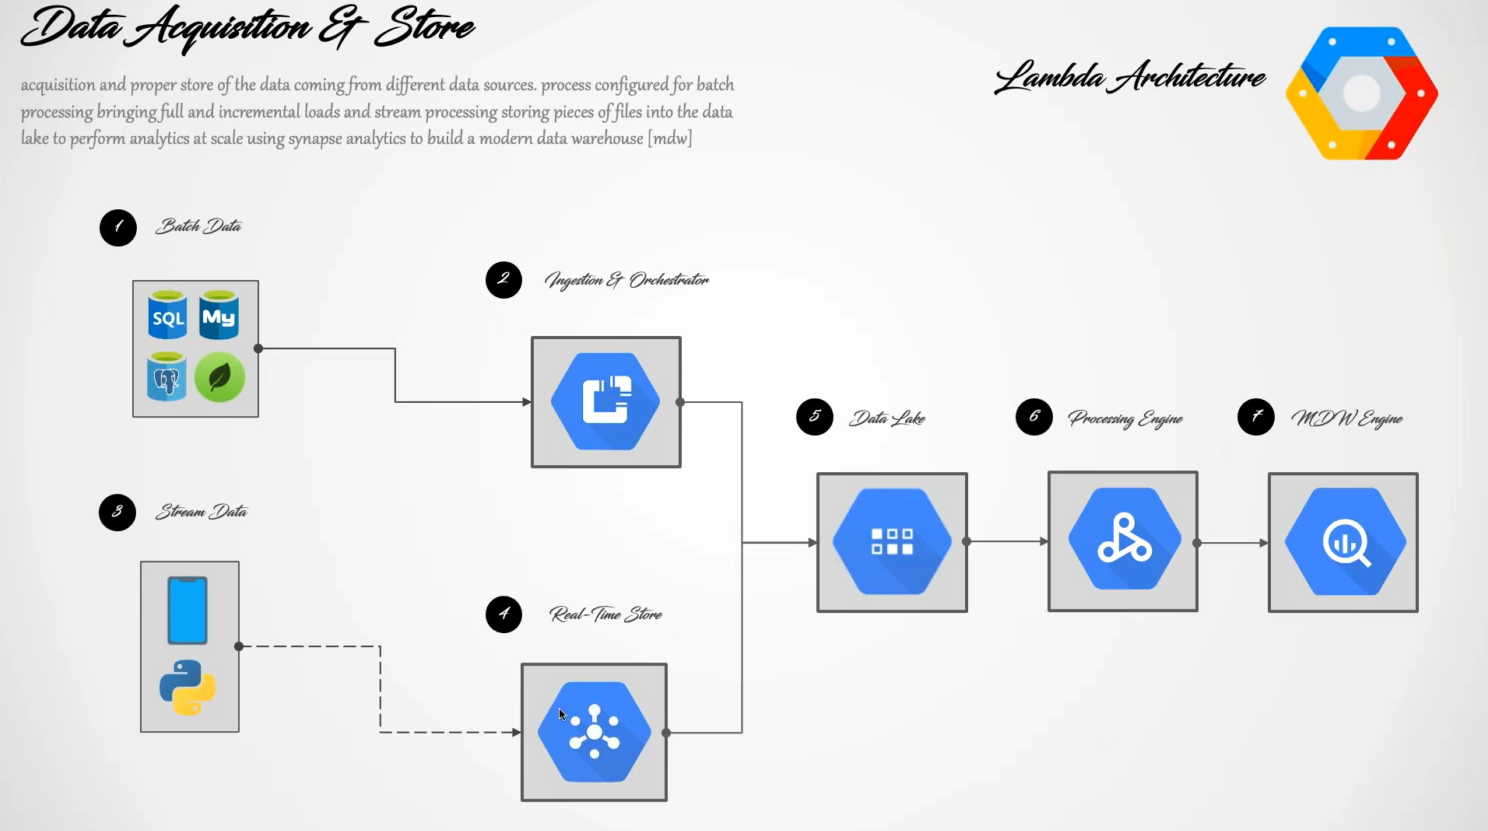 Data Acquisition & Store
acquisition and proper store of the data coming from different data sources. process configured for batch
processing bringing full and incremental loads and stream processing storing pieces of files into the data
lake to perform analytics at scale using synapse analytics to build a modern data warehouse [mdw]
Lambda Architecture
1 Batch Data
SQL My
2 Ingestion & Orchestrator
3 Stream Data
4 Real-Time Store
5 Data Lake
6 Processing Engine
7 MDW Engine